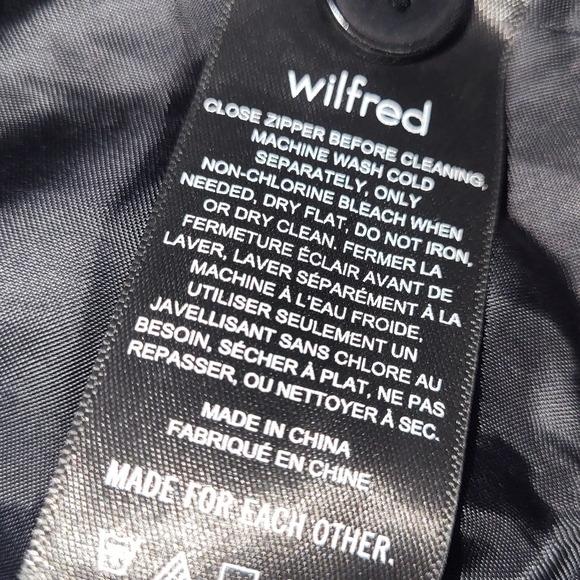 wilfred
CLOSE ZIPPER BEFORE CLEANING,
MACHINE WASH COLD
SEPARATELY, ONLY
NON-CHLORINE BLEACH WHEN
NEEDED, DRY FLAT, DO NOT IRON,
OR DRY CLEAN. FERMER LA
FERMETURE ÉCLAIR AVANT DE
LAVER, LAVER SÉPARÉMENT À LA
MACHINE À L'EAU FROIDE,
UTILISER SEULEMENT UN
JAVELLISANT SANS CHLORE AU
BESOIN, SÉCHER À PLAT, NE PAS
REPASSER, OU NETTOYER À SEC.
MADE IN CHINA
FABRIQUÉ EN CHINE
MADE FOR EACH OTHER.